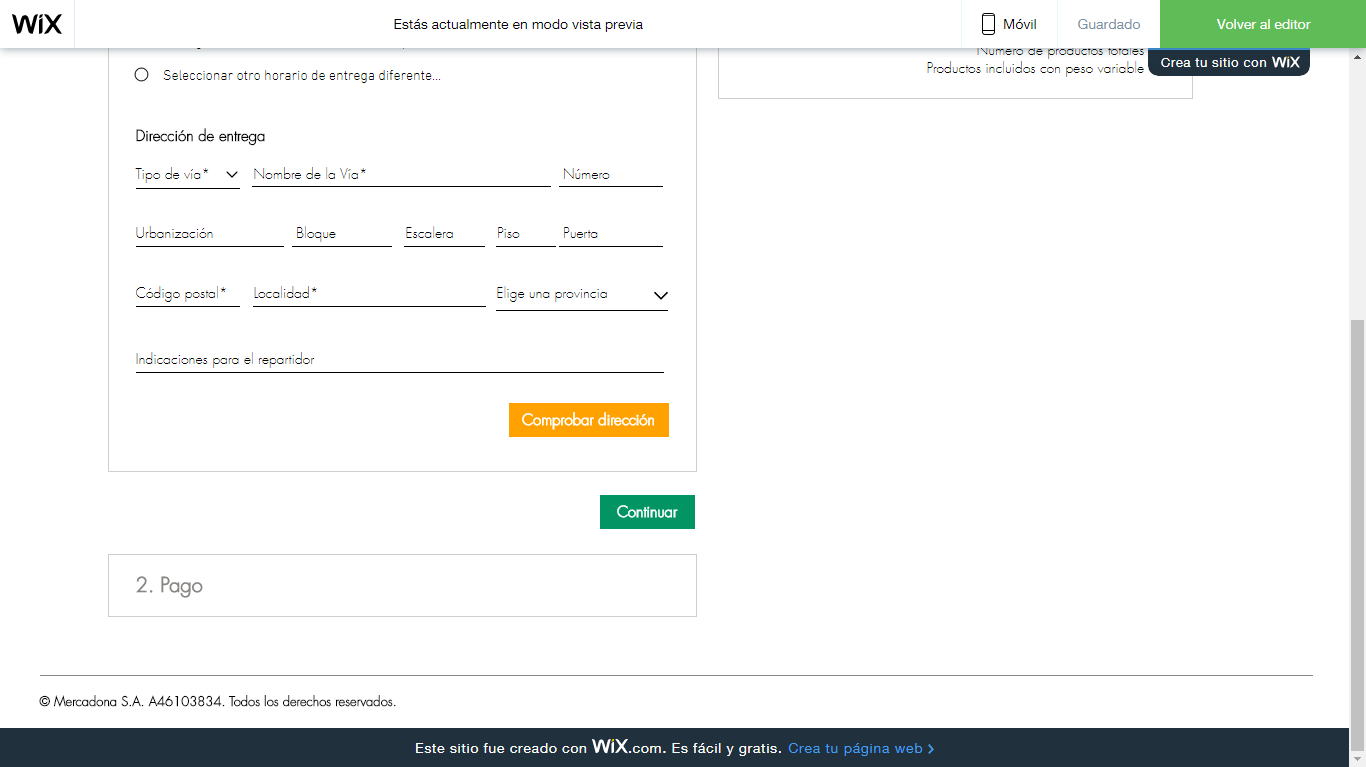 WiX
Estás actualmente en modo vista previa
Móvil
Guardado
Volver al editor
Número de productos totales
Productos incluidos con peso variable
Crea tu sitio con WiX
Seleccionar otro horario de entrega diferente...
Dirección de entrega
Tipo de vía* Nombre de la Vía* Número
Urbanización Bloque Escalera Piso Puerta
Código postal* Localidad* Elige una provincia
Indicaciones para el repartidor
Comprobar dirección
Continuar
2. Pago
© Mercadona S.A. A46103834. Todos los derechos reservados.
Este sitio fue creado con WiX.com. Es fácil y gratis. Crea tu página web >